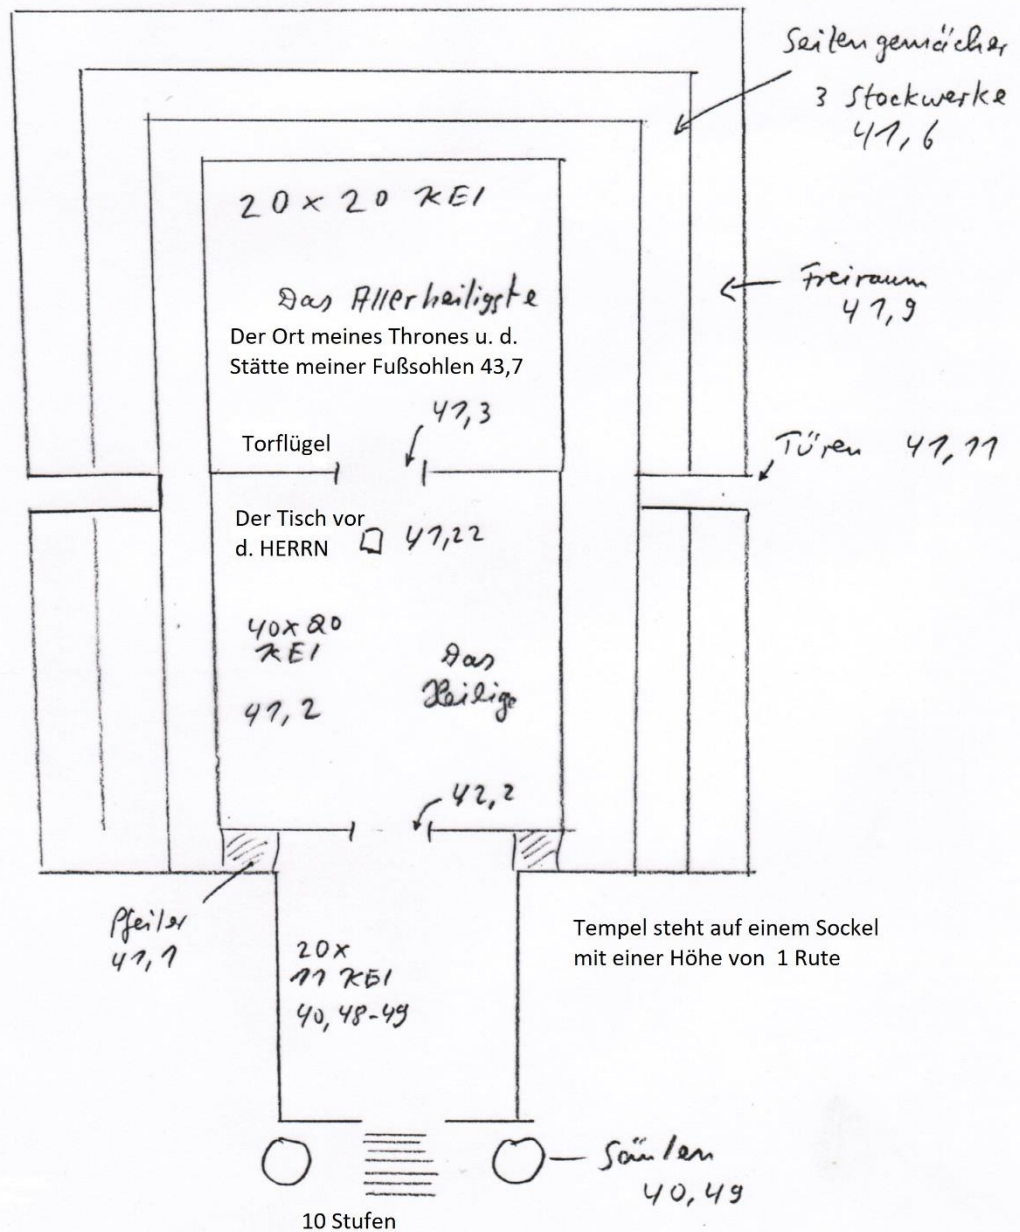 Seitengemächer
3 Stockwerke
41,6
20 x 20 KEI
Das Allerheiligste
Der Ort meines Thrones u. d.
Stätte meiner Fußsohlen 43,7
Freiraum
41,9
41,3
Torflügel
Türen 41,11
Der Tisch vor
d. HERRN
41,22
40x20
KEI
41,2
Das
Heilige
42,2
Pfeiler
41,1
20x
11 KEI
40,48-49
Tempel steht auf einem Sockel
mit einer Höhe von 1 Rute
Säulen
40,49
10 Stufen